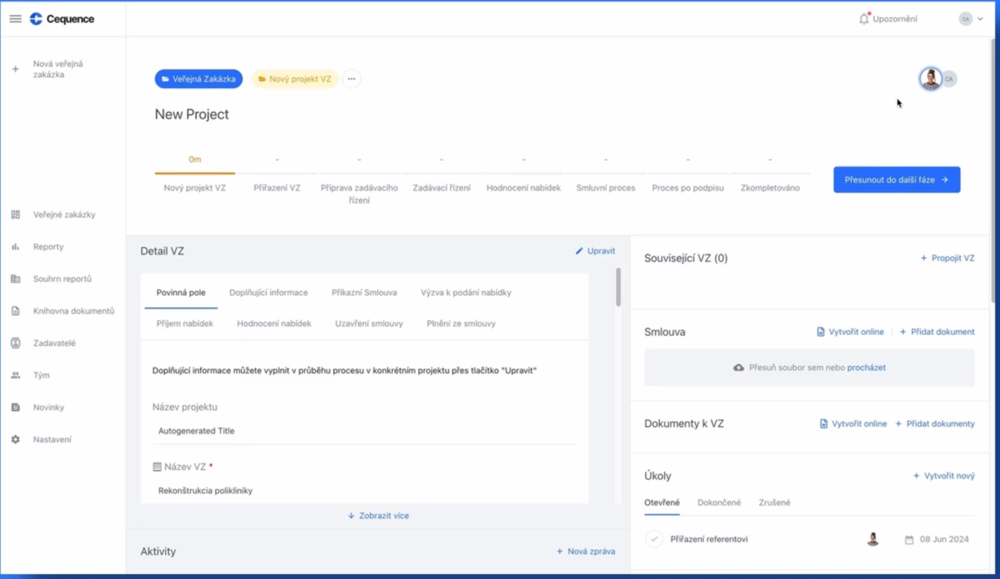 Cequence
Upozornění
CA
Nová veřejná
zakázka
Veřejná Zakázka
Nový projekt VZ
CA
New Project
0m
-
-
-
-
-
-
-
Nový projekt VZ
Přiřazení VZ
Příprava zadávacího
řízení
Zadávací řízení
Hodnocení nabídek
Smluvní proces
Proces po podpisu
Zkompletováno
Přesunout do další fáze
Veřejné zakázky
Reporty
Souhrn reportů
Knihovna dokumentů
Zadavatelé
Tým
Novinky
Nastavení
Detail VZ
Upravit
Povinná pole
Doplňující informace
Příkazní Smlouva
Výzva k podání nabídky
Příjem nabídek
Hodnocení nabídek
Uzavření smlouvy
Plnění ze smlouvy
Doplňující informace můžete vyplnit v průběhu procesu v konkrétním projektu přes tlačítko "Upravit"
Název projektu
Autogenerated Title
Název VZ *
Rekonštrukcia polikliniky
Zobrazit více
Aktivity
+ Nová zpráva
Související VZ (0)
+ Propojit VZ
Smlouva
Vytvořit online
+ Přidat dokument
Přesuň soubor sem nebo procházet
Dokumenty k VZ
Vytvořit online
+ Přidat dokumenty
Úkoly
+ Vytvořit nový
Otevřené
Dokončené
Zrušené
Přiřazení referentovi
08 Jun 2024